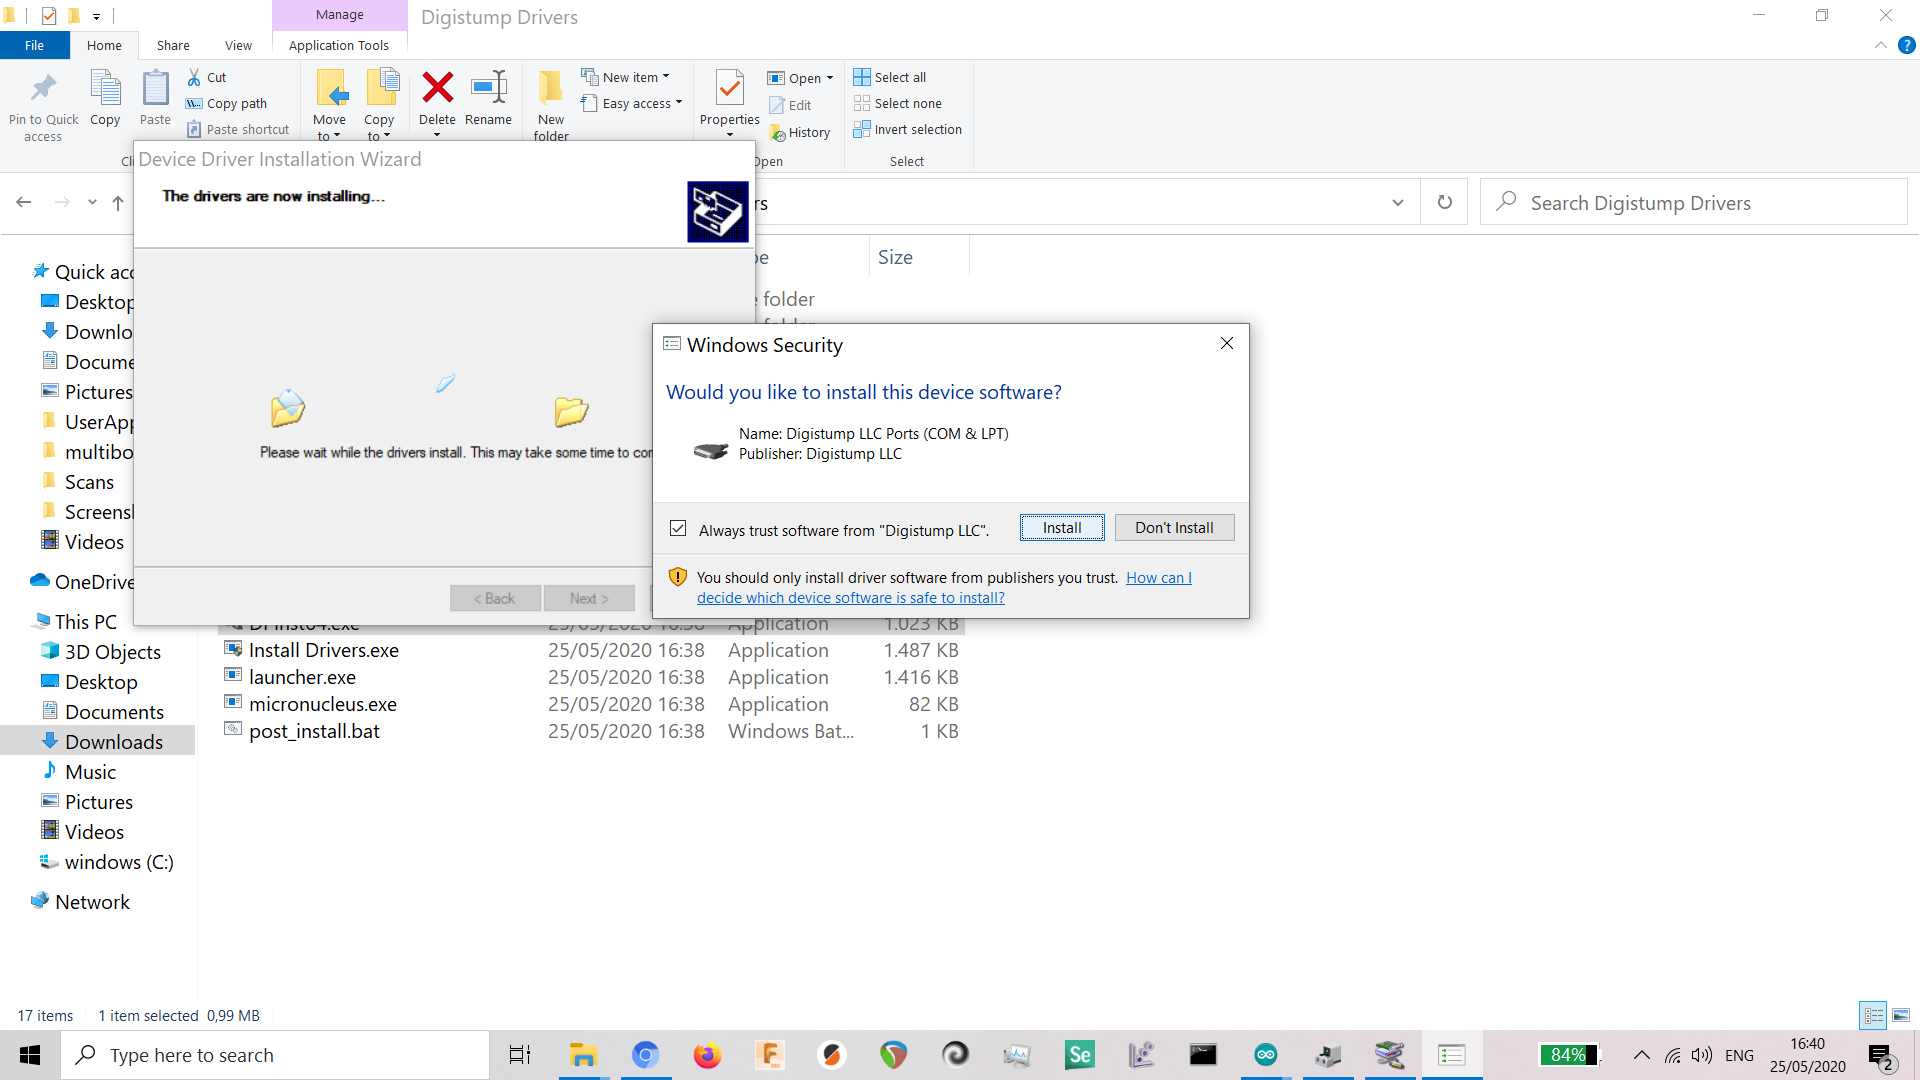 Manage
Digistump Drivers
File
Home
Share
View
Application Tools
Pin to Quick access
Copy
Paste
Cut
Copy path
Paste shortcut
Move to
Copy to
Delete
Rename
New folder
New item
Easy access
Properties
Open
Edit
History
Select all
Select none
Invert selection
Open
Select
Device Driver Installation Wizard
The drivers are now installing...
Search Digistump Drivers
Size
folder
Please wait while the drivers install. This may take some time to
< Back
Next >
Windows Security
Would you like to install this device software?
Name: Digistump LLC Ports (COM & LPT)
Publisher: Digistump LLC
Always trust software from "Digistump LLC".
Install
Don't Install
You should only install driver software from publishers you trust. How can I
decide which device software is safe to install?
Quick acc
Desktop
Downlo
Docume
Pictures
UserApp
multibo
Scans
Screensh
Videos
OneDrive
This PC
3D Objects
Desktop
Documents
Downloads
Music
Pictures
Videos
windows (C:)
Network
25/05/2020 16:38 Application 1.023 KB
Install Drivers.exe 25/05/2020 16:38 Application 1.487 KB
launcher.exe 25/05/2020 16:38 Application 1.416 KB
micronucleus.exe 25/05/2020 16:38 Application 82 KB
post_install.bat 25/05/2020 16:38 Windows Bat... 1 KB
17 items
1 item selected 0,99 MB
Type here to search
Se
84%
ENG
16:40
25/05/2020
2